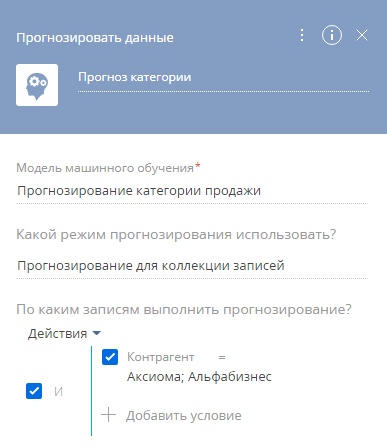 Прогнозировать данные
Прогноз категории
Модель машинного обучения*
Прогнозирование категории продажи
Какой режим прогнозирования использовать?
Прогнозирование для коллекции записей
По каким записям выполнить прогнозирование?
Действия
Контрагент =
Аксиома; Альфабизнес
И
Добавить условие